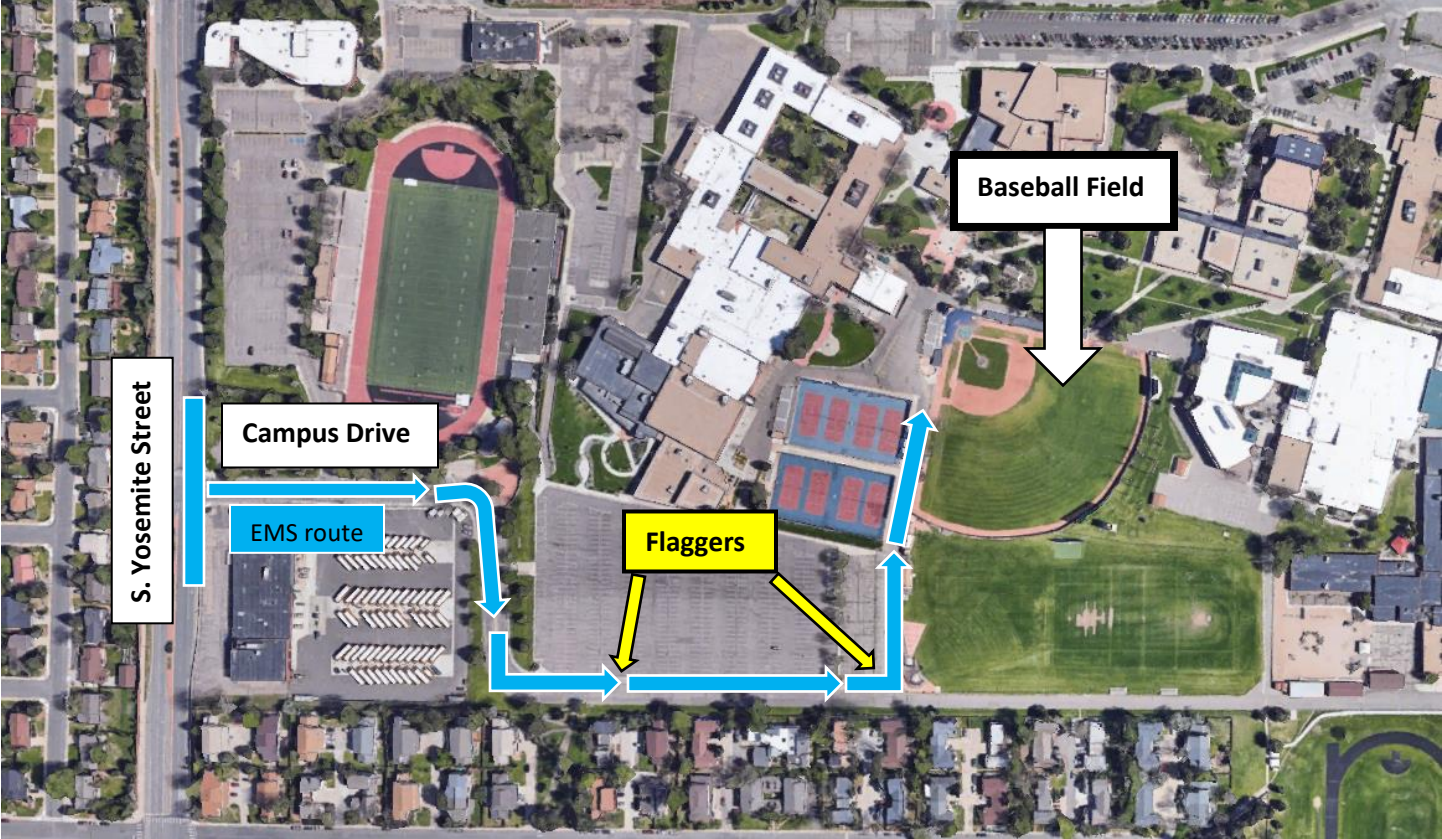 Baseball Field
S. Yosemite Street
Campus Drive
EMS route
Flaggers